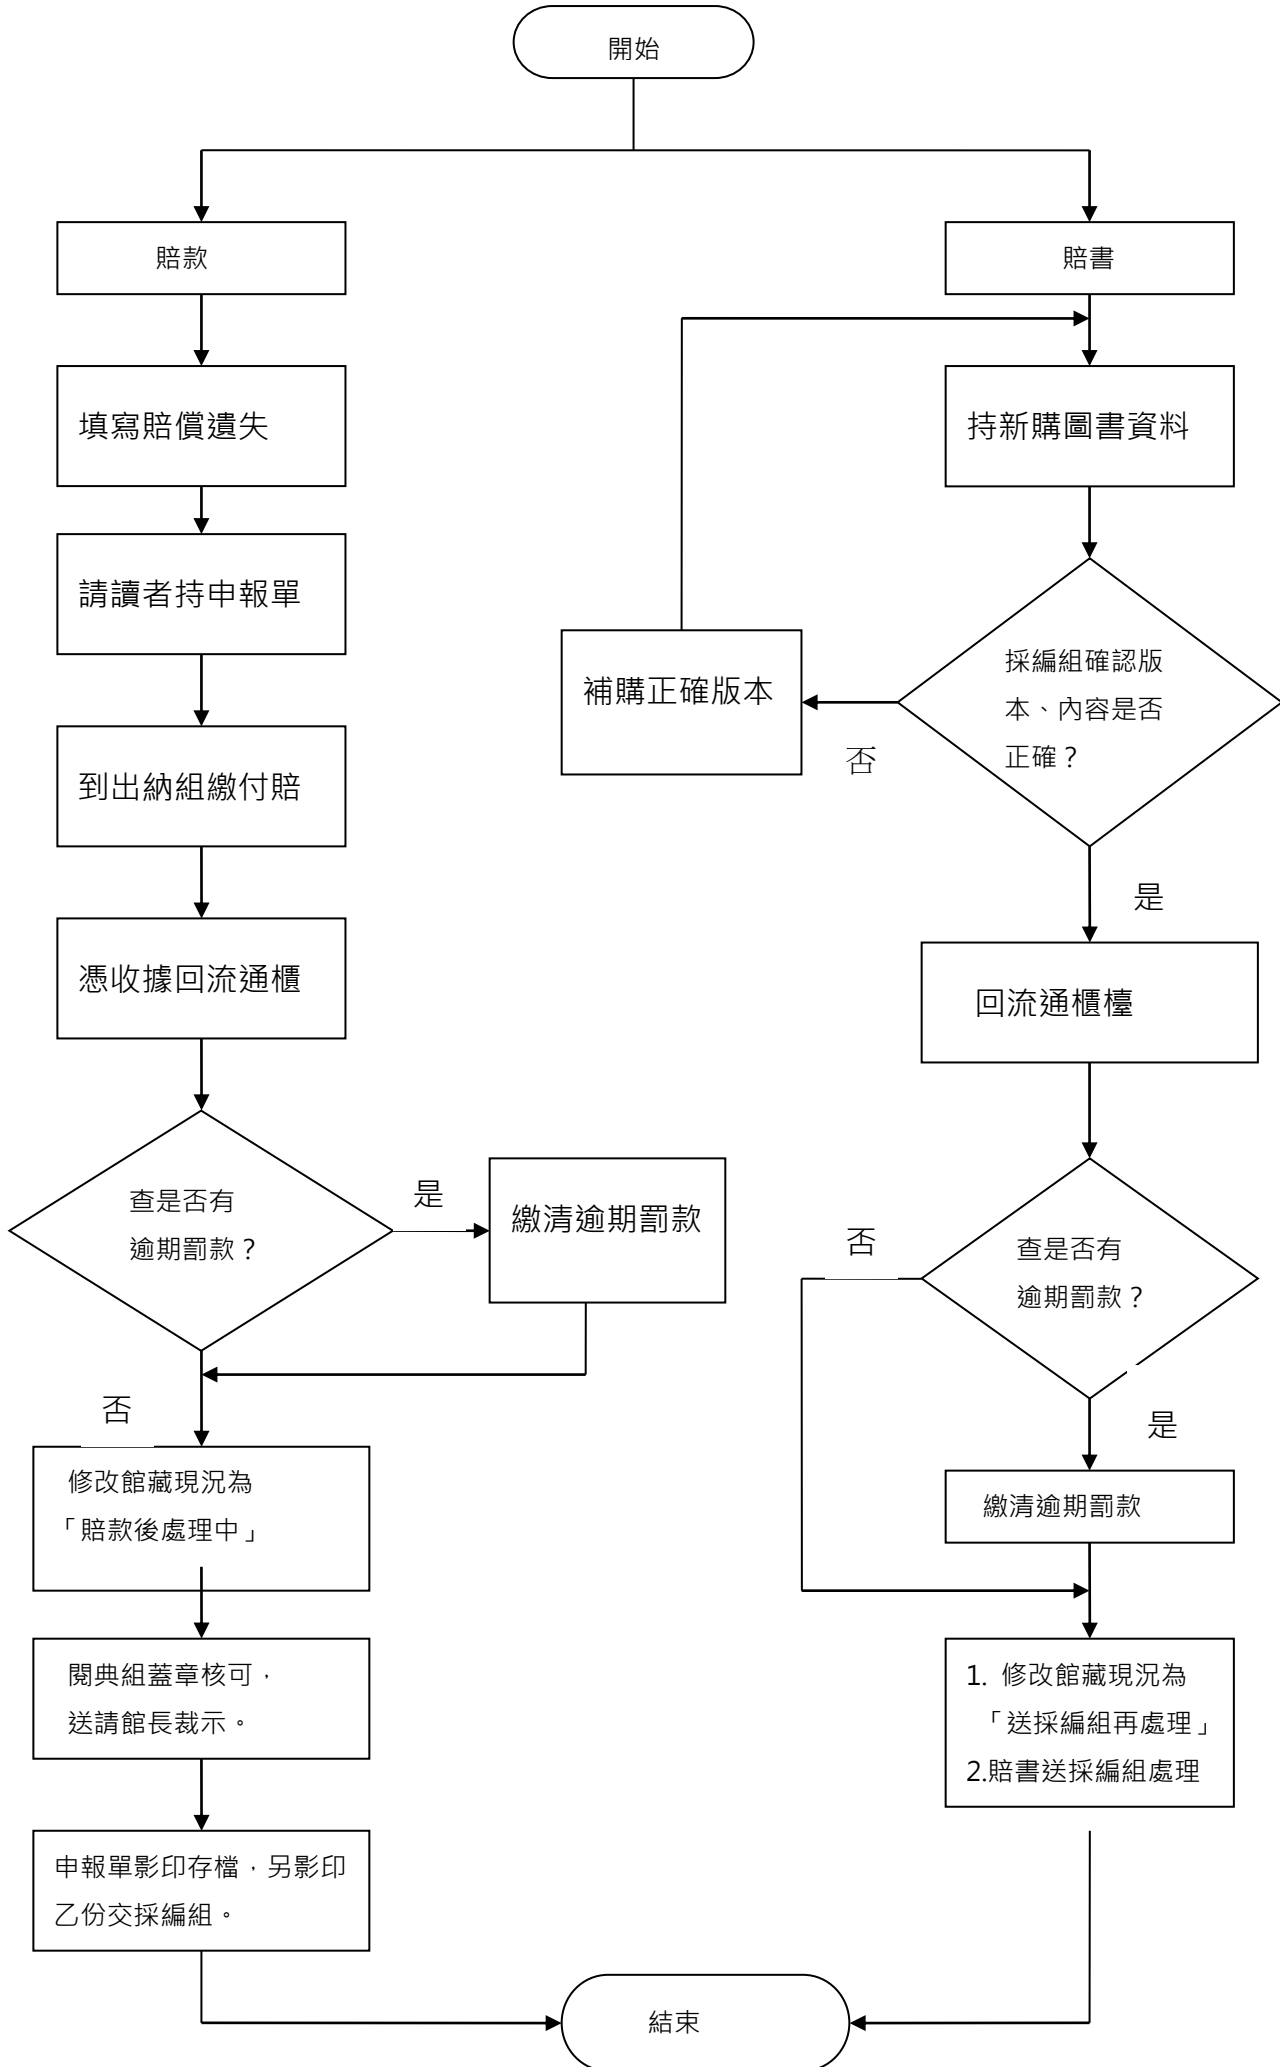 開始
賠款
賠書
填寫賠償遺失
持新購圖書資料
請讀者持申報單
補購正確版本
採編組確認版
本、內容是否
正確？
否
到出納組繳付賠
是
憑收據回流通櫃
回流通櫃檯
查是否有
逾期罰款？
是
繳清逾期罰款
否
查是否有
逾期罰款？
否
是
修改館藏現況為
「賠款後處理中」
繳清逾期罰款
閱典組蓋章核可，
送請館長裁示。
1. 修改館藏現況為
「送採編組再處理」
2.賠書送採編組處理
申報單影印存檔，另影印
乙份交採編組。
結束